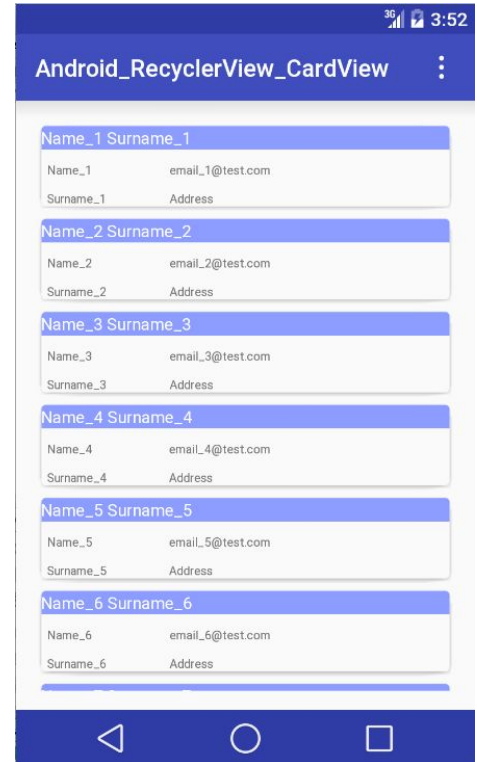 3G 3:52
Android_RecyclerView_CardView
Name_1 Surname_1
Name_1 email_1@test.com
Surname_1 Address
Name_2 Surname_2
Name_2 email_2@test.com
Surname_2 Address
Name_3 Surname_3
Name_3 email_3@test.com
Surname_3 Address
Name_4 Surname_4
Name_4 email_4@test.com
Surname_4 Address
Name_5 Surname_5
Name_5 email_5@test.com
Surname_5 Address
Name_6 Surname_6
Name_6 email_6@test.com
Surname_6 Address